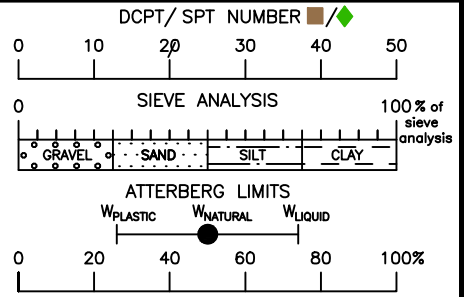 DCPT/ SPT NUMBER /
0 10 20 30 40 50
SIEVE ANALYSIS
0 100% of
sieve
analysis
GRAVEL SAND SILT CLAY
ATTERBERG LIMITS
WPLASTIC WNATURAL WLIQUID
0 20 40 60 80 100%